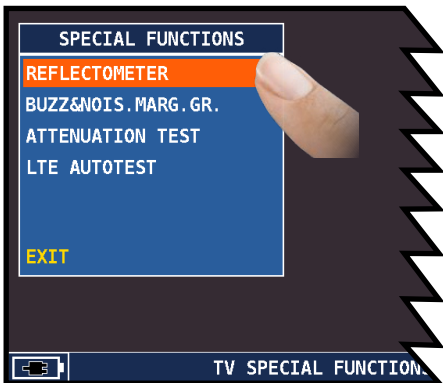 SPECIAL FUNCTIONS
REFLECTOMETER
BUZZ&NOIS.MARG.GR.
ATTENUATION TEST
LTE AUTOTEST
EXIT
TV SPECIAL FUNCTION